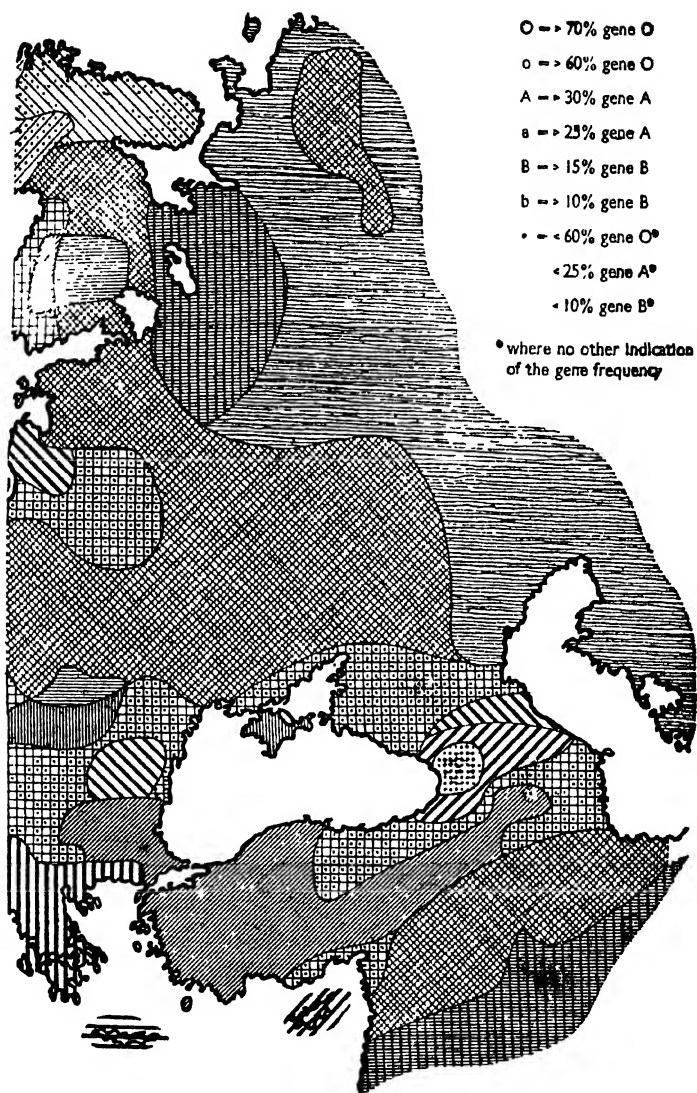 O = > 70% gene O
o = > 60% gene O
A = > 30% gene A
a = > 25% gene A
B = > 15% gene B
b = > 10% gene B
• = < 60% gene O*
< 25% gene A*
< 10% gene B*
* where no other indication
of the gene frequency